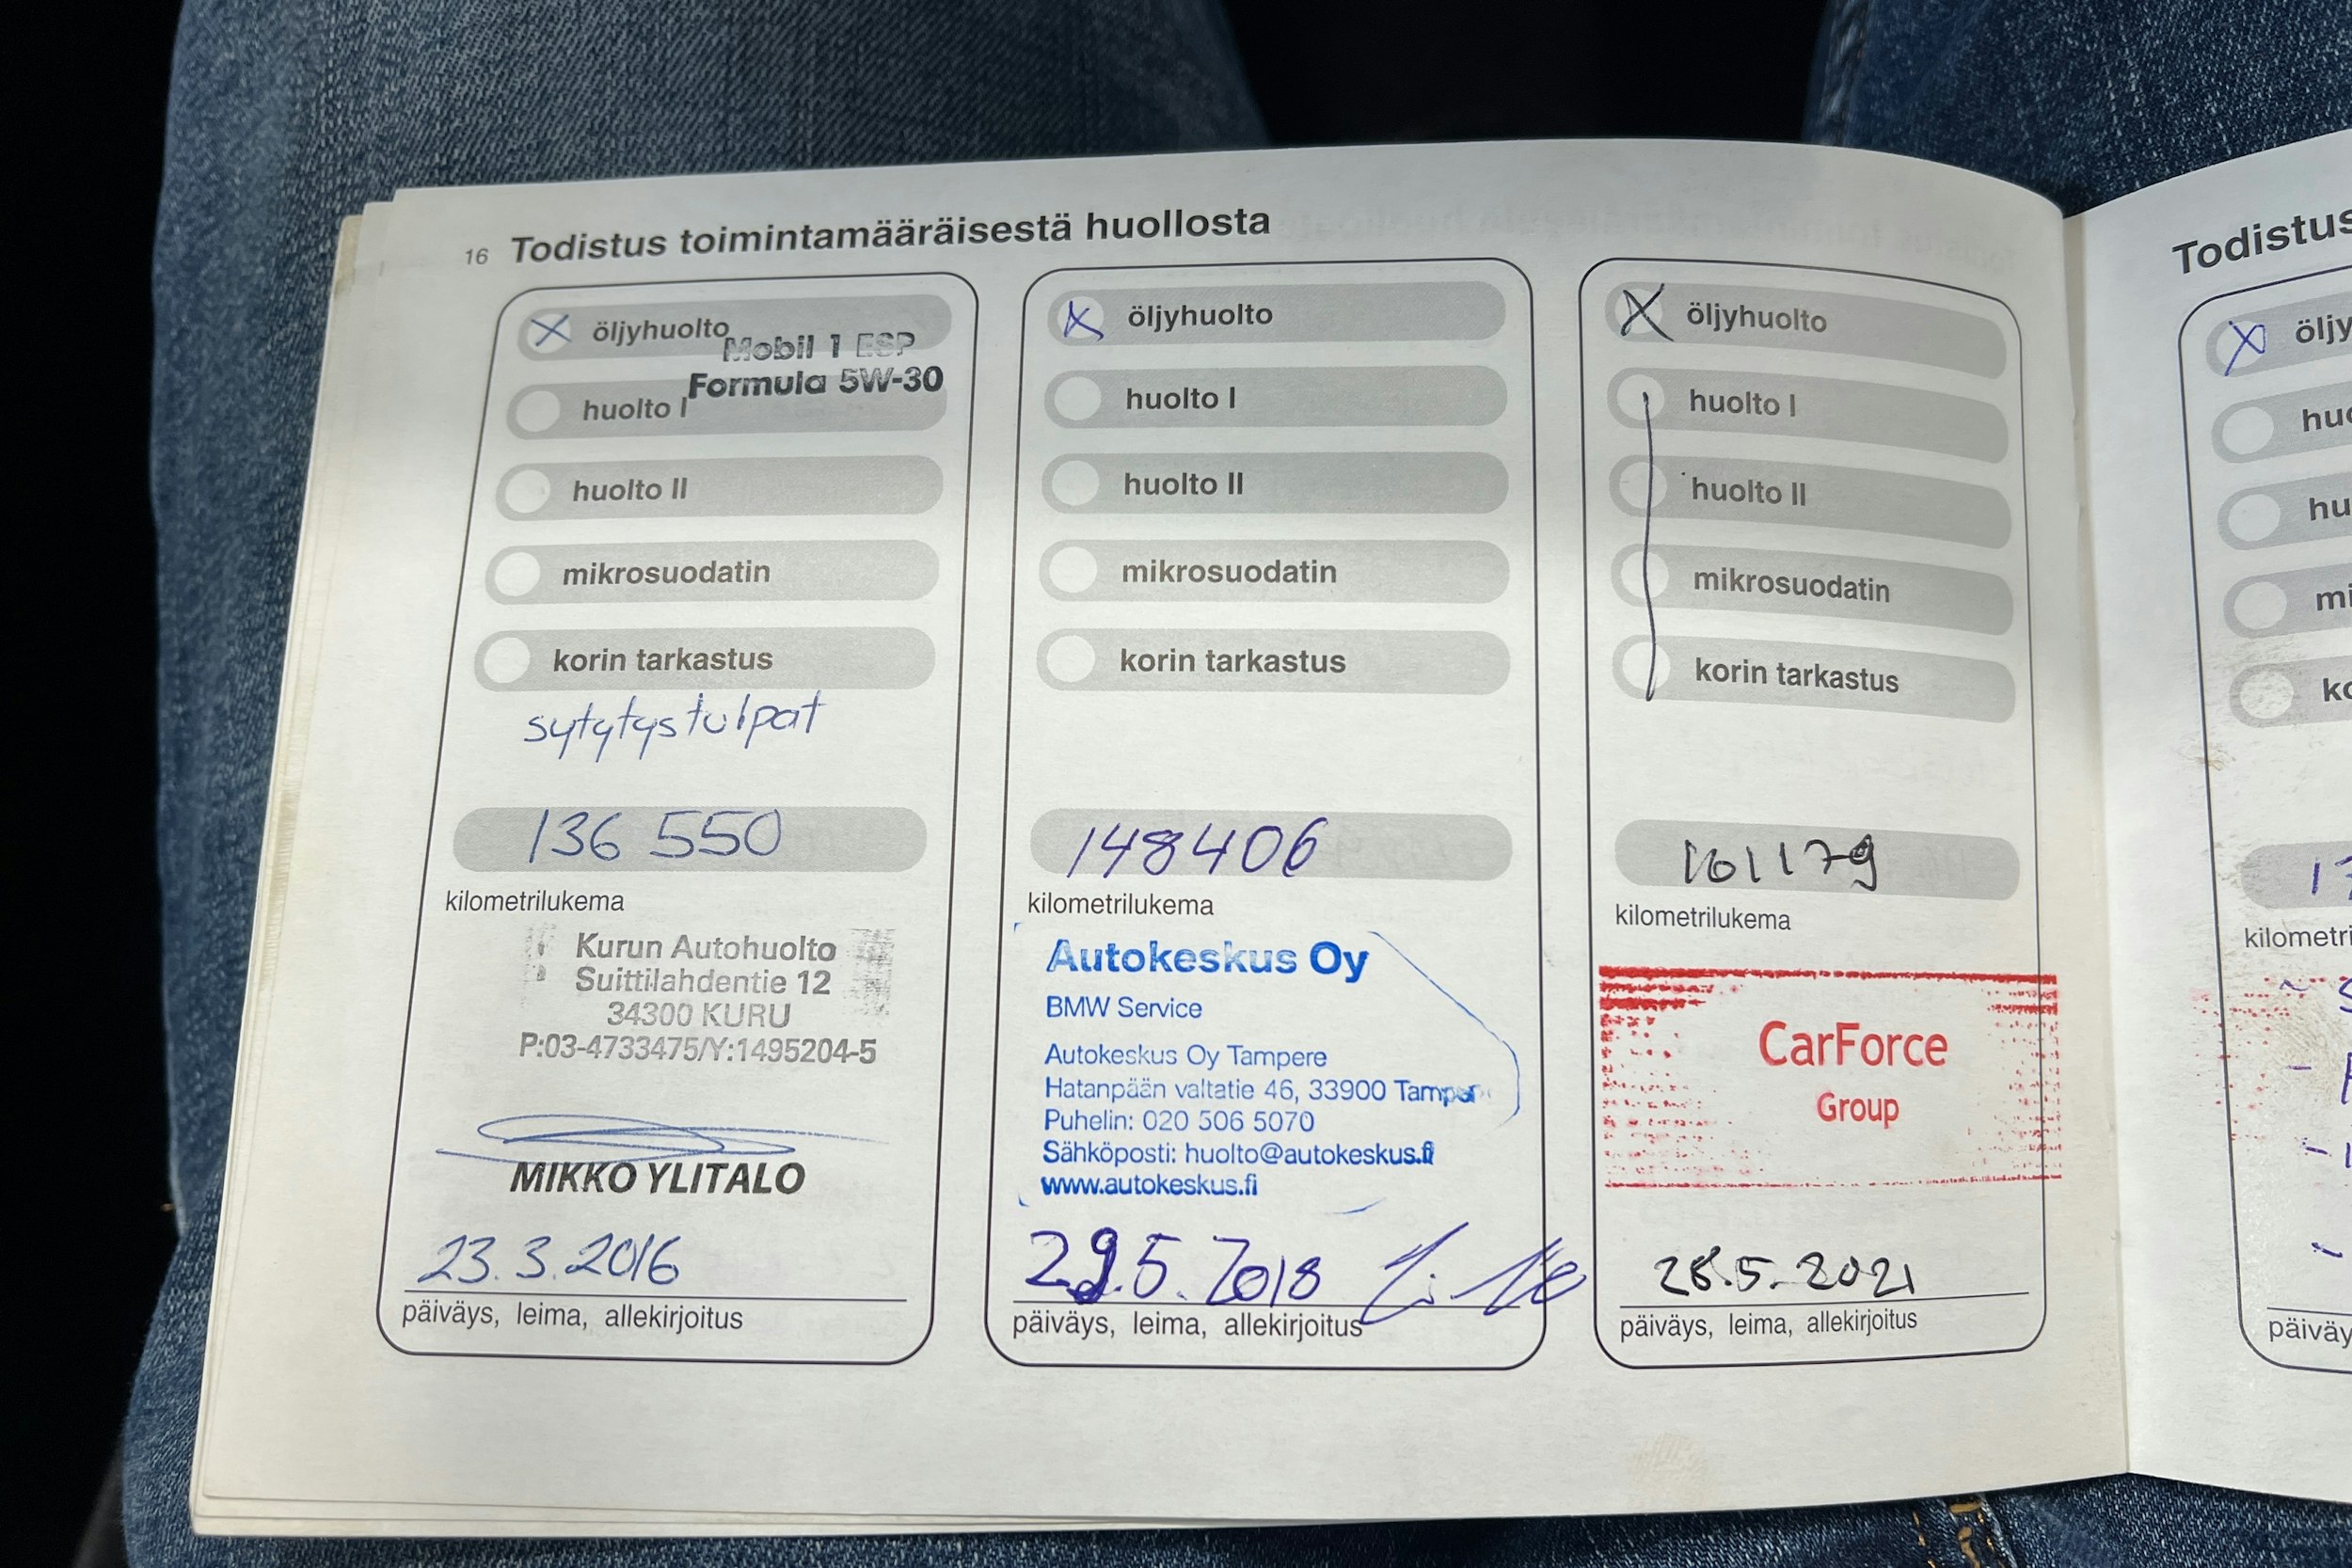 16 Todistus toimintamääräisestä huollosta
öljyhuolto
Mobil 1 ESP
Formula 5W-30
huolto I
huolto II
mikrosuodatin
korin tarkastus
sytytystulpat
136 550
kilometrilukema
Kurun Autohuolto
Suittilahdentie 12
34300 KURU
P:03-4733475/Y:1495204-5
MIKKO YLITALO
23.3.2016
päiväys, leima, allekirjoitus
öljyhuolto
huolto I
huolto II
mikrosuodatin
korin tarkastus
148406
kilometrilukema
Autokeskus Oy
BMW Service
Autokeskus Oy Tampere
Hatanpään valtatie 46, 33900 Tampere
Puhelin: 020 506 5070
Sähköposti: huolto@autokeskus.fi
www.autokeskus.fi
29.5.2018
päiväys, leima, allekirjoitus
öljyhuolto
huolto I
huolto II
mikrosuodatin
korin tarkastus
161179
kilometrilukema
CarForce
Group
28.5.2021
päiväys, leima, allekirjoitus
Todistus